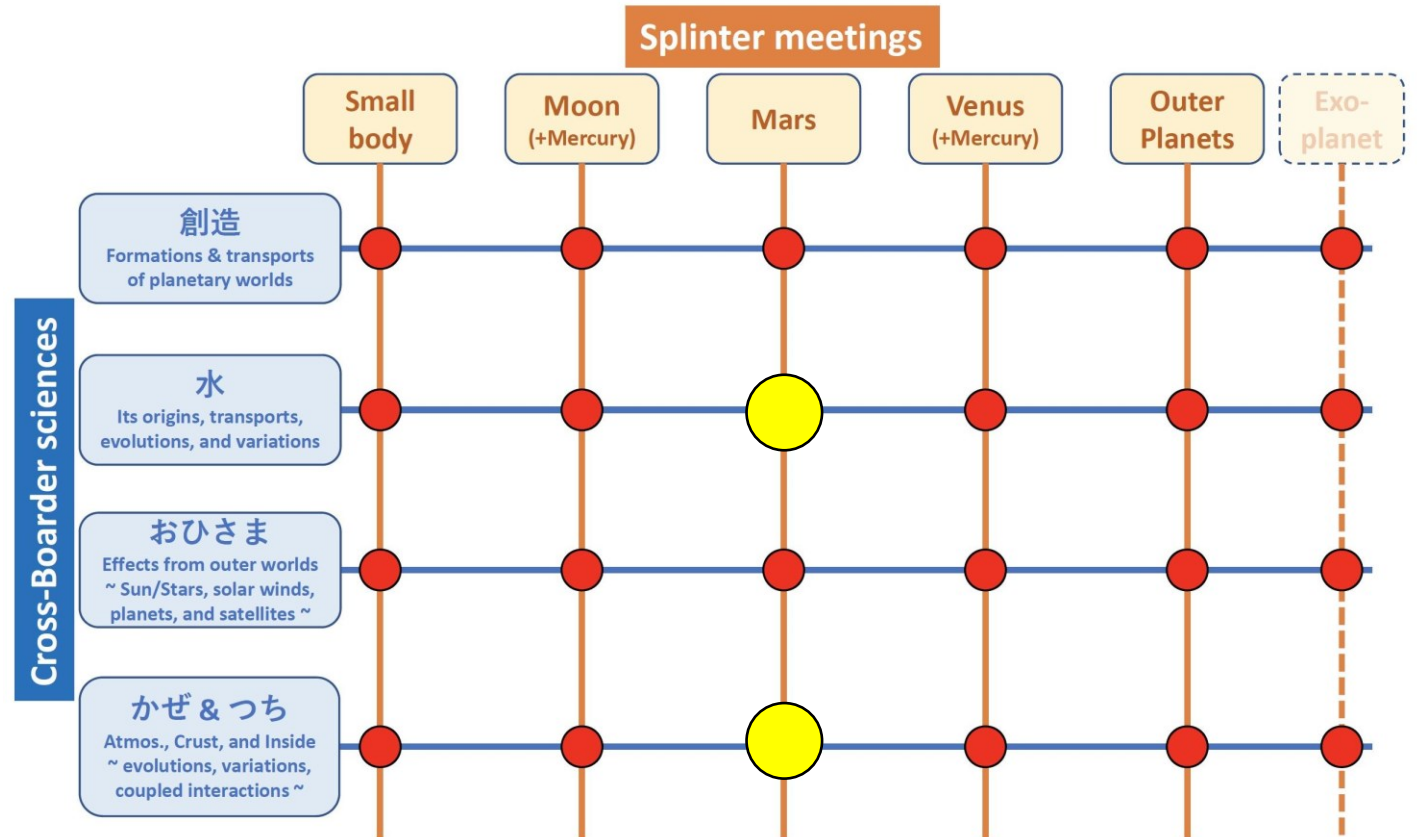 Splinter meetings
Small
body
Moon
(+Mercury)
Mars
Venus
(+Mercury)
Outer
Planets
Exo-
planet
Cross-Boarder sciences
創造
Formations & transports
of planetary worlds
水
Its origins, transports,
evolutions, and variations
おひさま
Effects from outer worlds
~ Sun/Stars, solar winds,
planets, and satellites ~
かぜ & つち
Atmos., Crust, and Inside
~ evolutions, variations,
coupled interactions ~